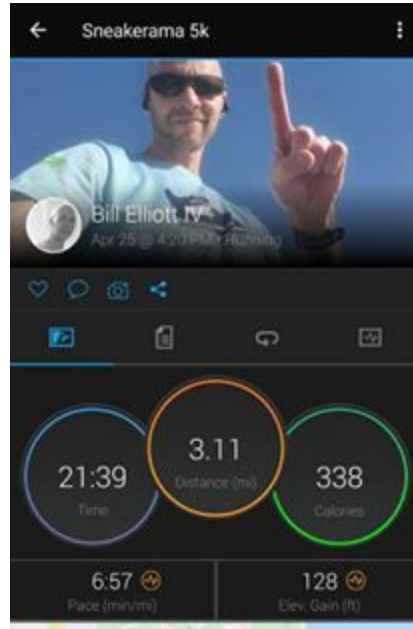 Sneakerama 5k
Bill Elliott IV
Apr 25 @ 4:20 PM • Running
3.11
Distance (mi)
21:39
Time
338
Calories
6:57
Pace (min/mi)
128
Elev. Gain (ft)